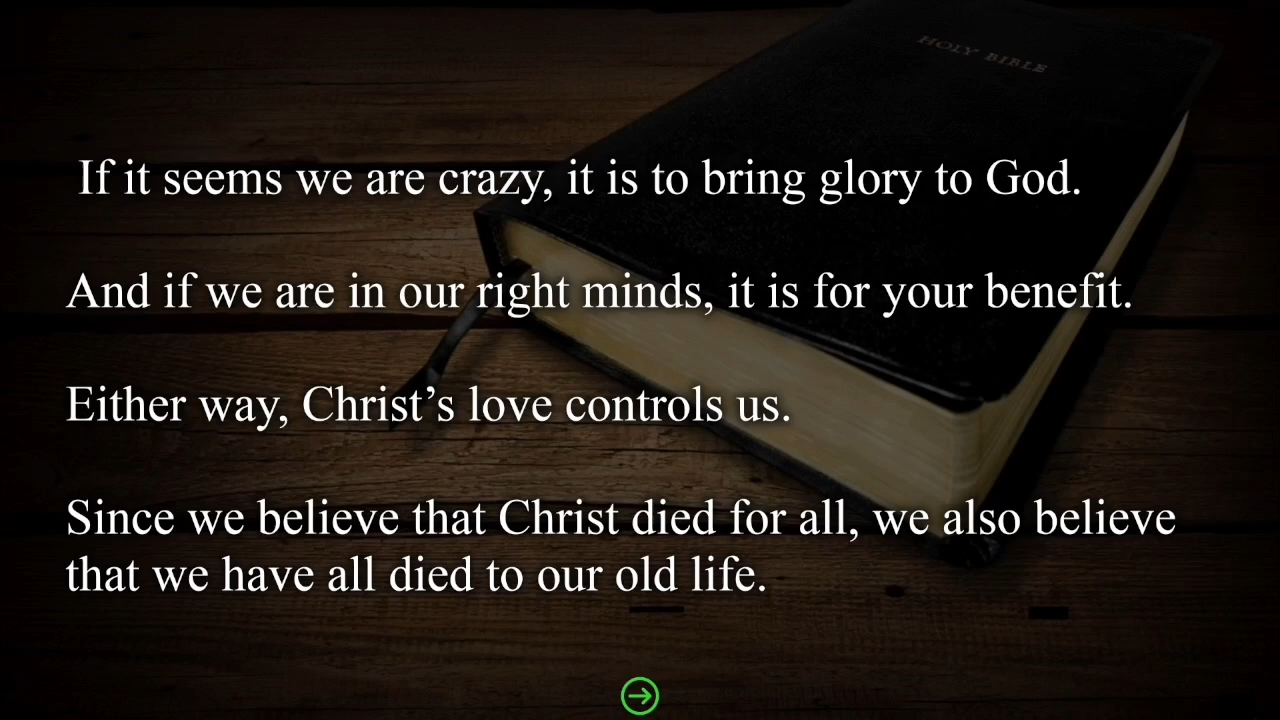 HOLY BIBLE
If it seems we are crazy, it is to bring glory to God.
And if we are in our right minds, it is for your benefit.
Either way, Christ’s love controls us.
Since we believe that Christ died for all, we also believe
that we have all died to our old life.